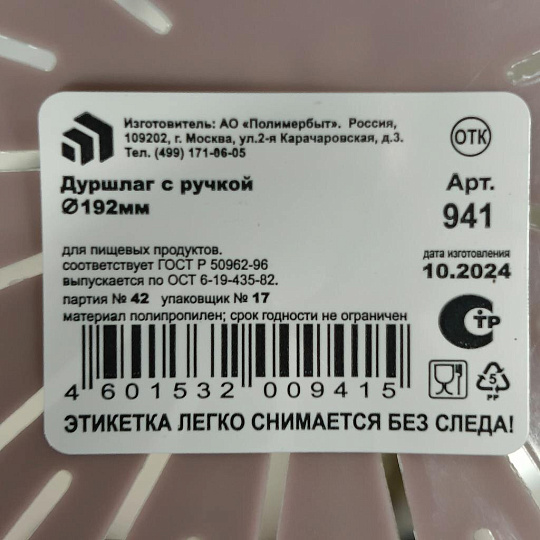 Изготовитель: АО «Полимербыт». Россия,
109202, г. Москва, ул.2-я Карачаровская, д.3.
Тел. (499) 171-06-05
ОТК
Дуршлаг с ручкой
Ø192мм
Арт.
941
для пищевых продуктов.
соответствует ГОСТ Р 50962-96
выпускается по ОСТ 6-19-435-82.
дата изготовления
10.2024
партия № 42 упаковщик № 17
материал полипропилен; срок годности не ограничен
СТР
4 601532 009415
5
PP
ЭТИКЕТКА ЛЕГКО СНИМАЕТСЯ БЕЗ СЛЕДА!